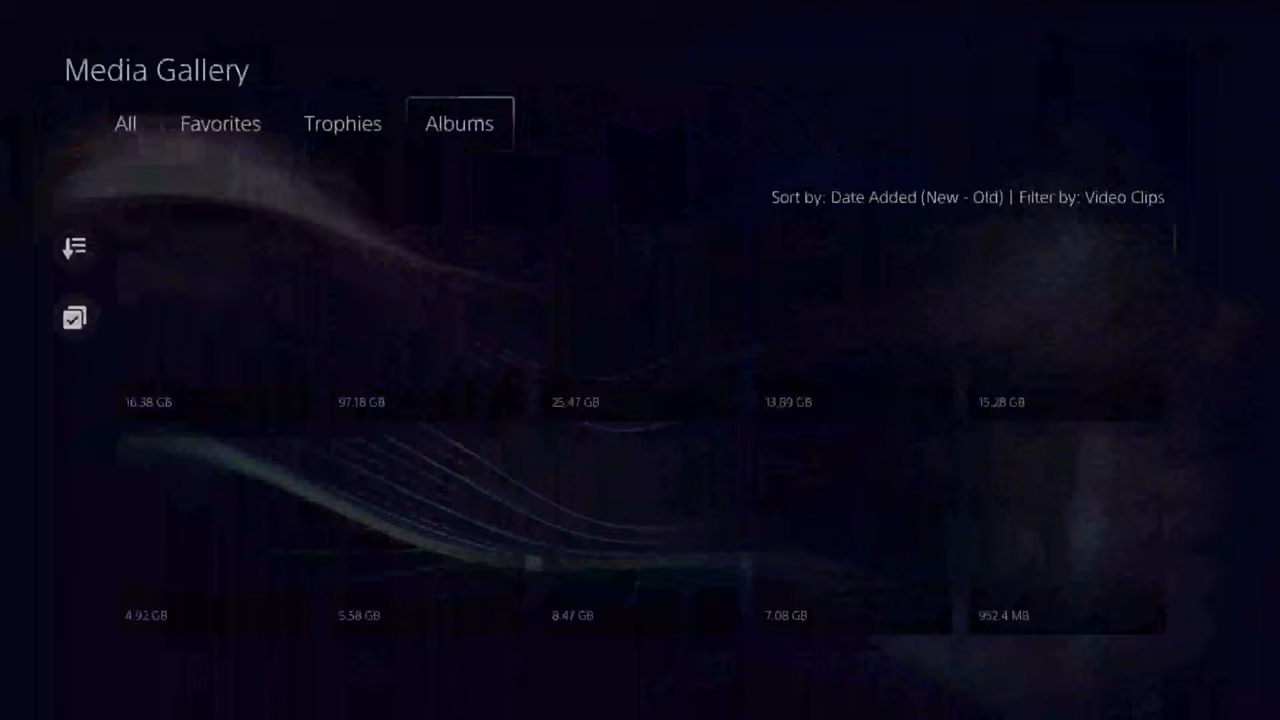 Media Gallery
All Favorites Trophies Albums
Sort by: Date Added (New - Old) | Filter by: Video Clips
16.38 GB 97.18 GB 25.47 GB 13.89 GB 15.28 GB
4.92 GB 5.58 GB 8.47 GB 7.08 GB 952.4 MB